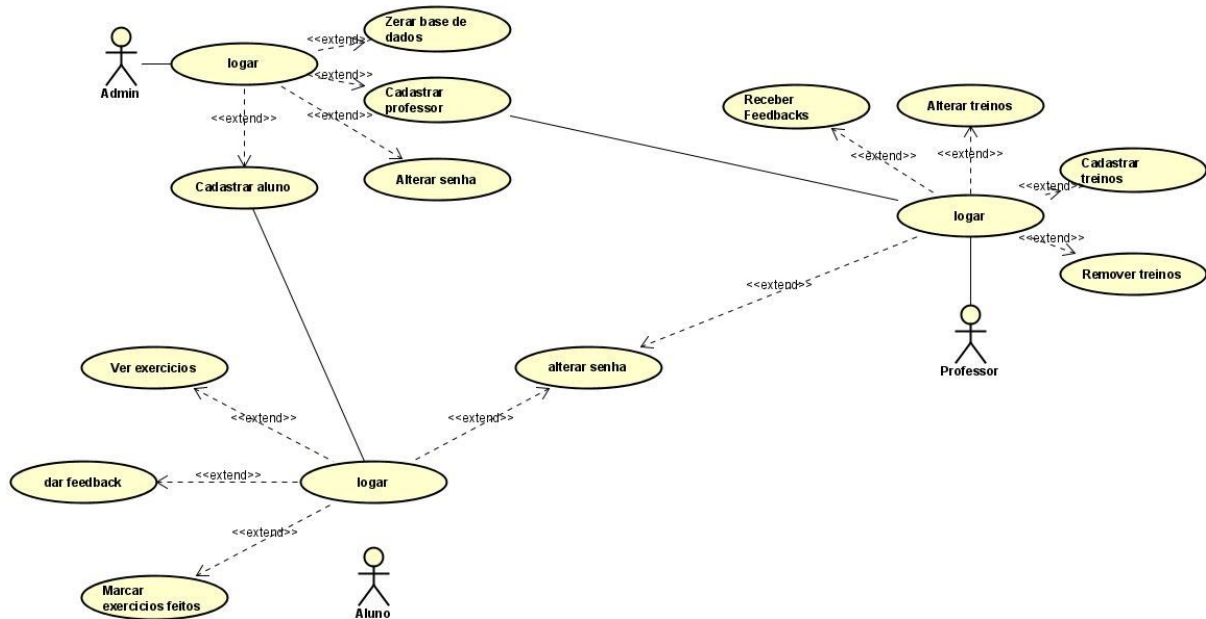 Zerar base de
dados
<<extend>>
logar
Admin
<<extend>>
Cadastrar
professor
<<extend>>
<<extend>>
Alterar senha
Cadastrar aluno
Receber
Feedbacks
Alterar treinos
<<extend>>
<<extend>>
Cadastrar
treinos
<<extend>>
logar
<<extend>>
Remover treinos
<<extend>>
Professor
Ver exercicios
alterar senha
<<extend>>
<<extend>>
dar feedback
<<extend>>
logar
<<extend>>
Marcar
exercicios feitos
Aluno